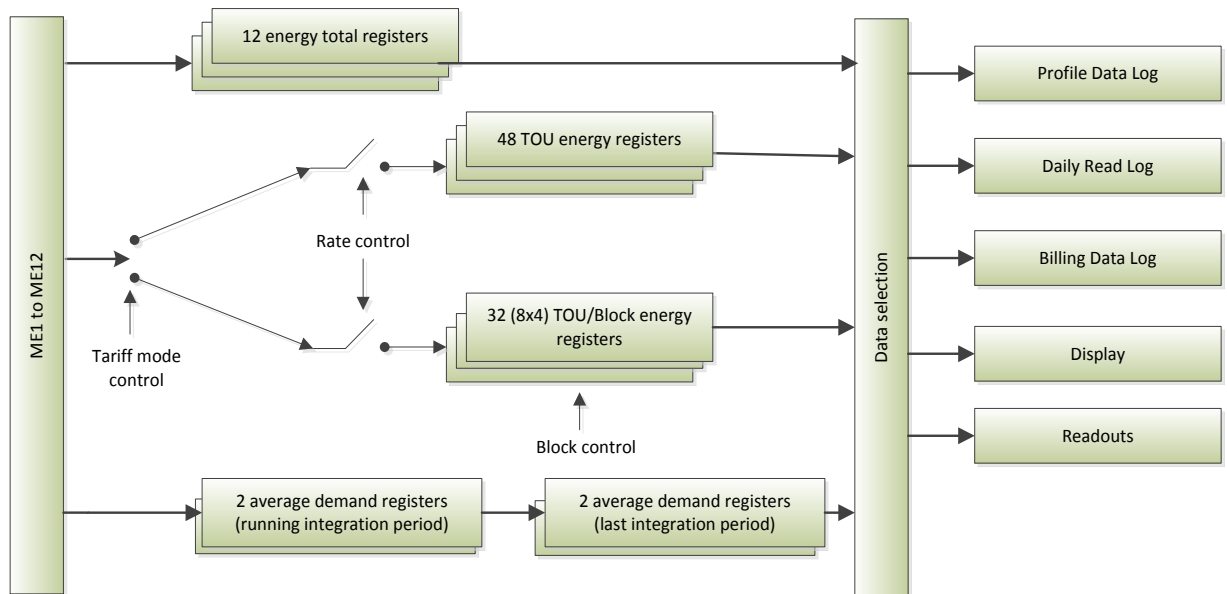 ME1 to ME12
12 energy total registers
48 TOU energy registers
Rate control
Tariff mode
control
32 (8x4) TOU/Block energy
registers
Block control
2 average demand registers
(running integration period)
2 average demand registers
(last integration period)
Data selection
Profile Data Log
Daily Read Log
Billing Data Log
Display
Readouts